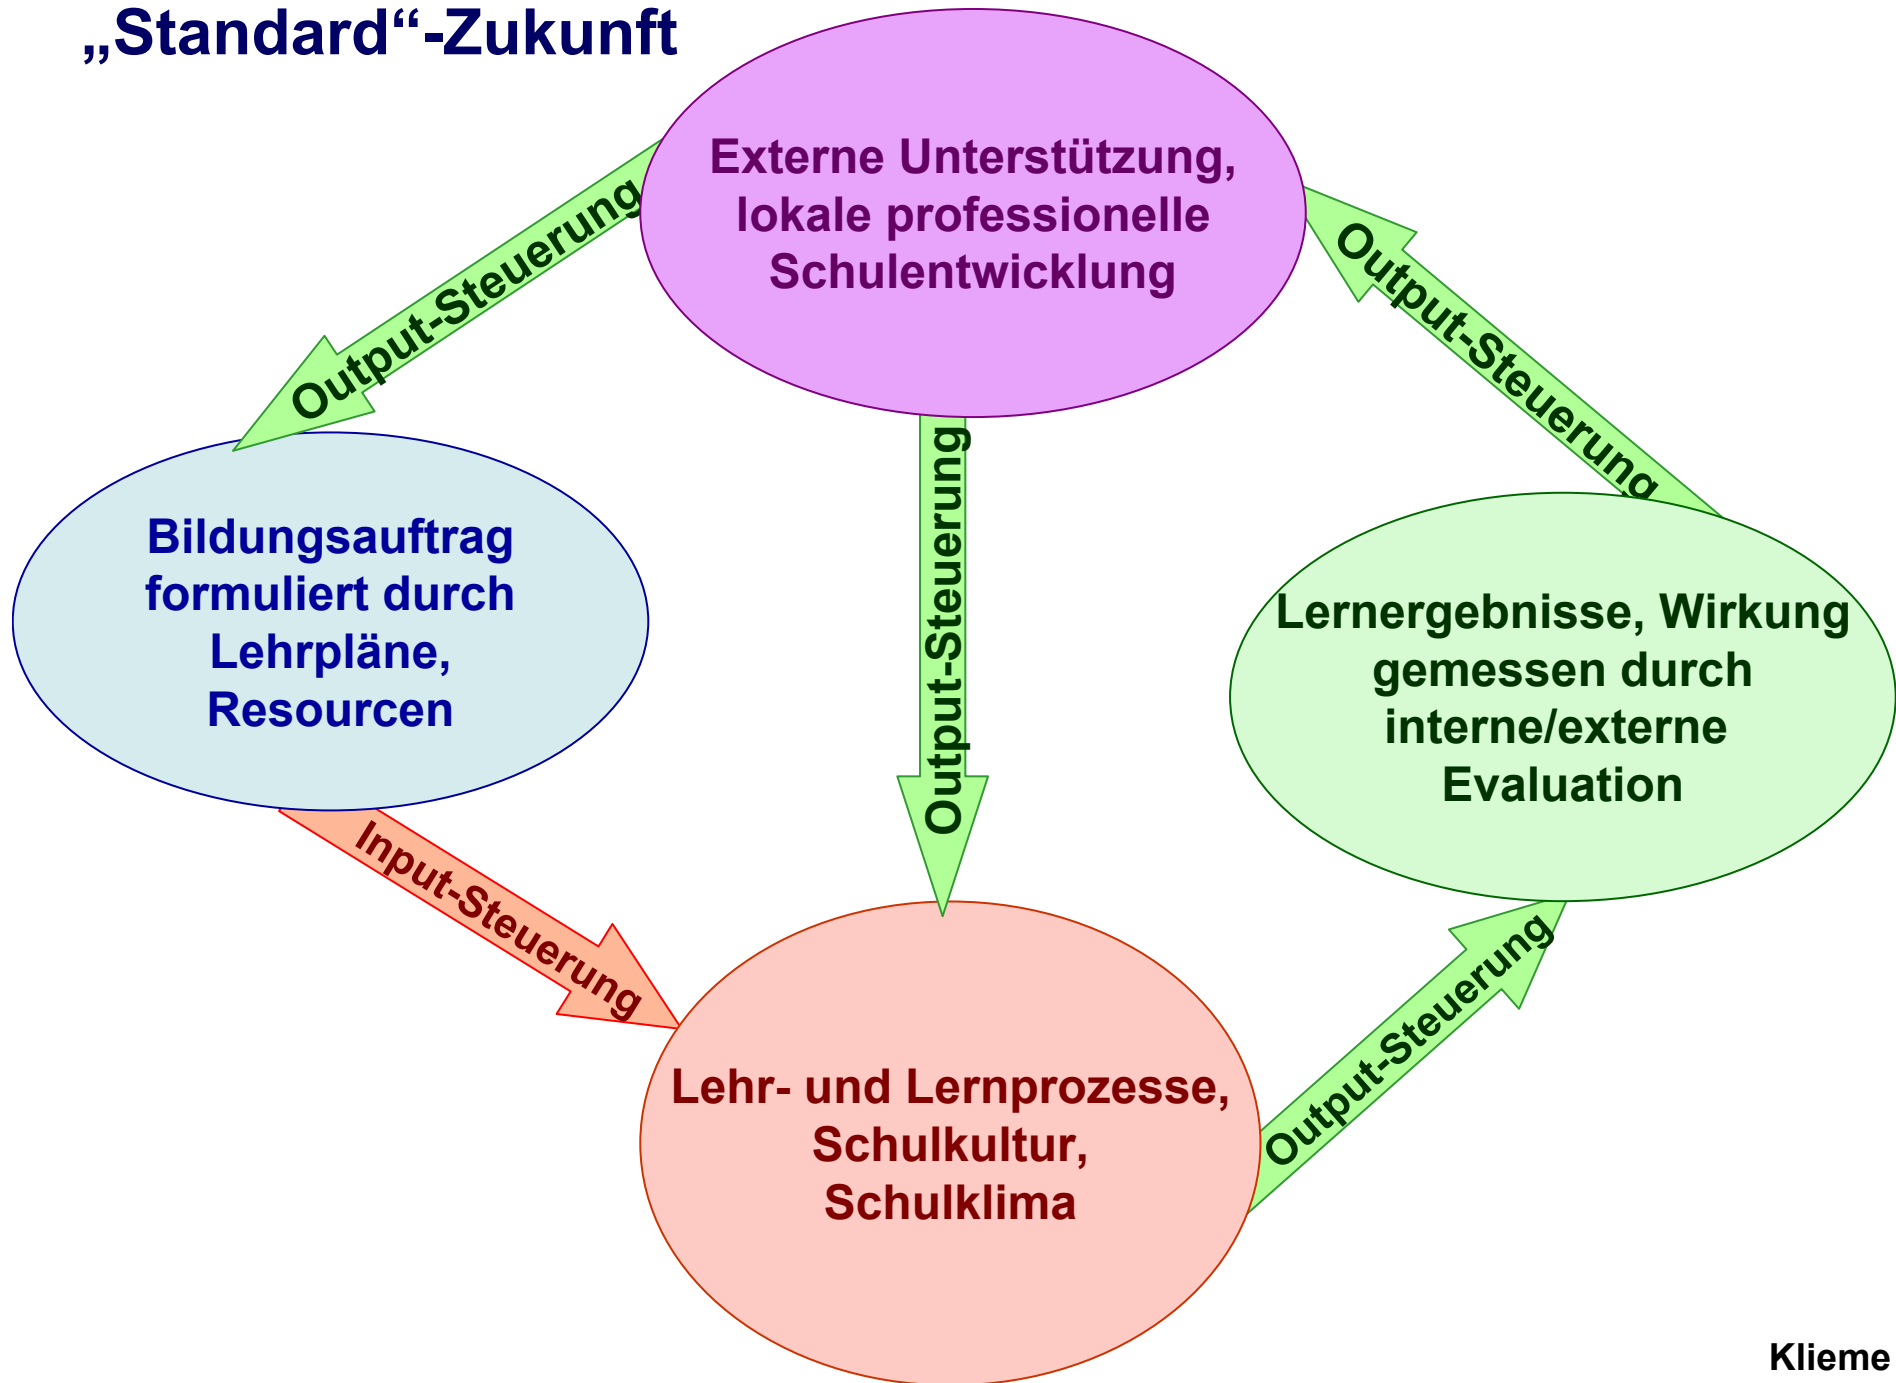 „Standard“-Zukunft
Externe Unterstützung,
lokale professionelle
Schulentwicklung
Output-Steuerung
Output-Steuerung
Output-Steuerung
Bildungsauftrag
formuliert durch
Lehrpläne,
Resourcen
Lernergebnisse, Wirkung
gemessen durch
interne/externe
Evaluation
Input-Steuerung
Output-Steuerung
Lehr- und Lernprozesse,
Schulkultur,
Schulklima
Klieme